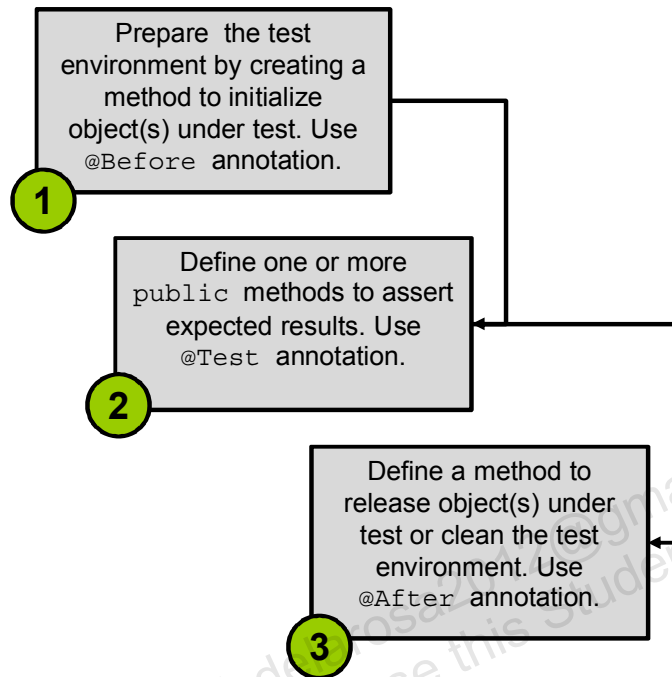 Prepare the test
environment by creating a
method to initialize
object(s) under test. Use
@Before annotation.
1
Define one or more
public methods to assert
expected results. Use
@Test annotation.
2
Define a method to
release object(s) under
test or clean the test
environment. Use
@After annotation.
3
this